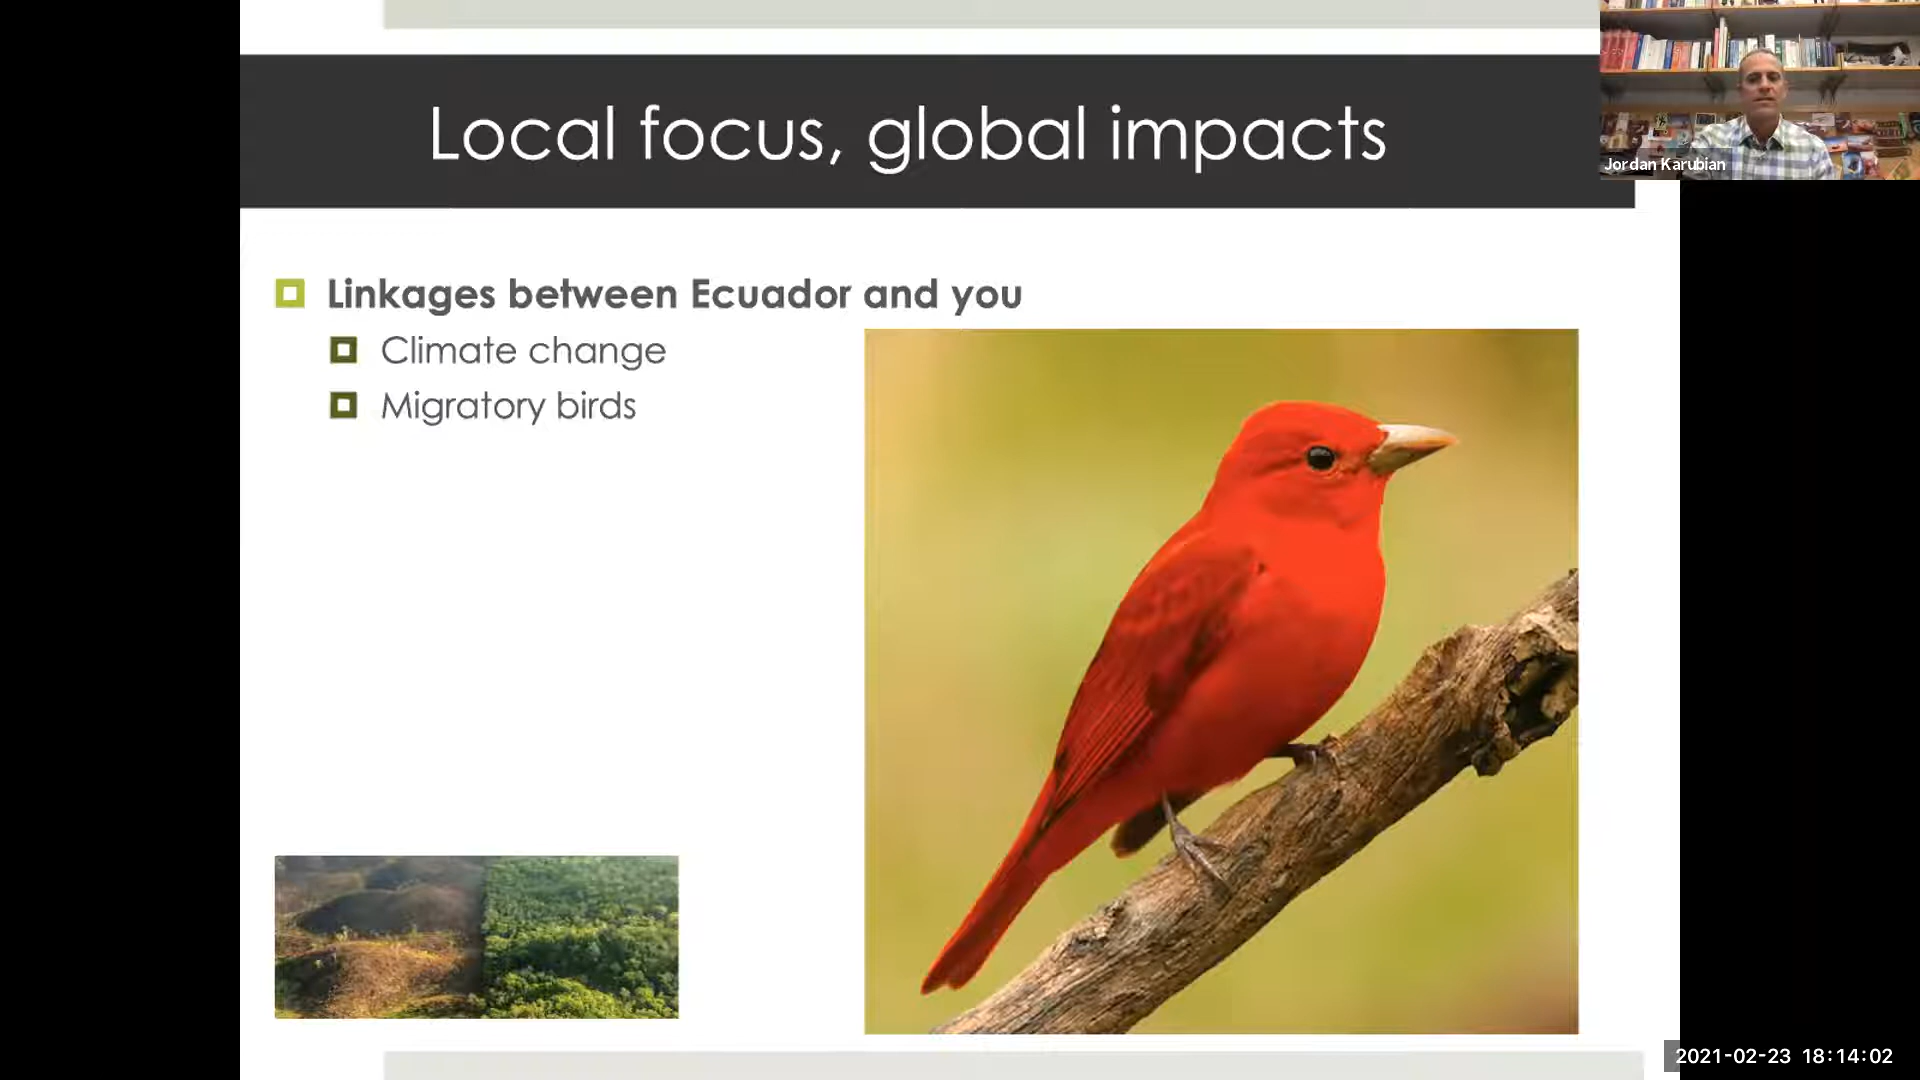 Local focus, global impacts
Jordan Karubian
Linkages between Ecuador and you
Climate change
Migratory birds
2021-02-23 18:14:02